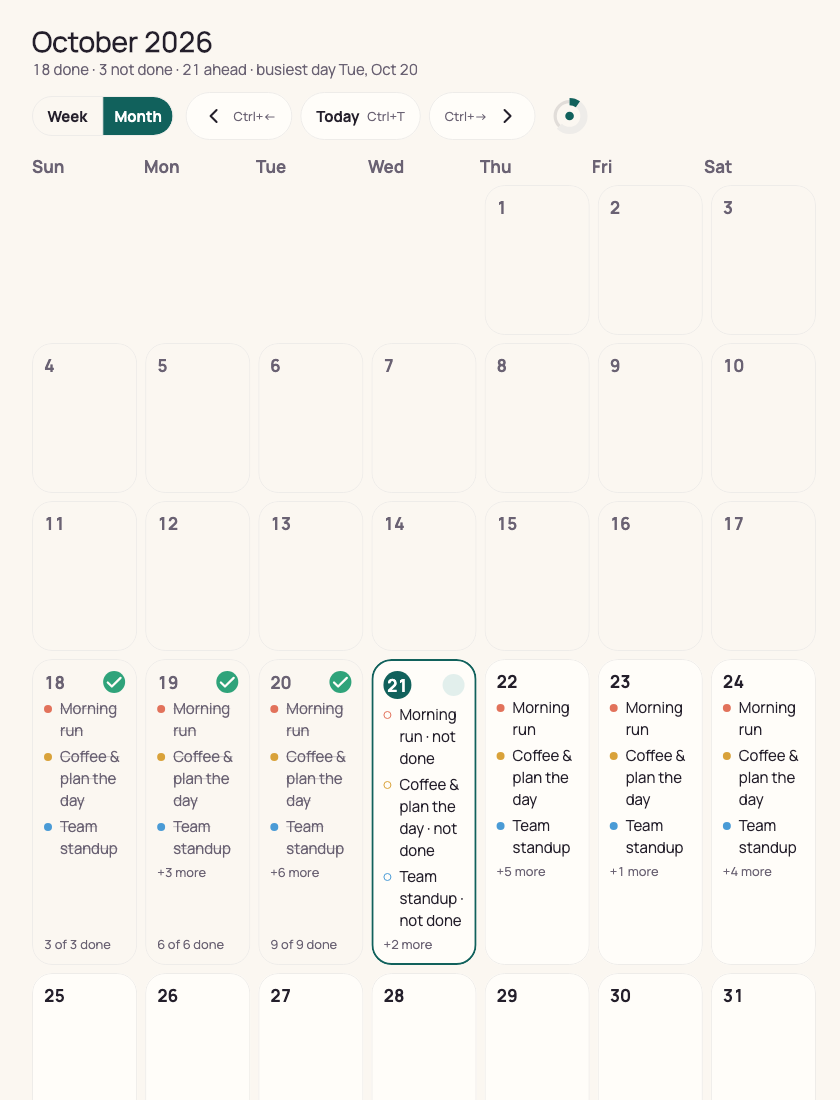 October 2026
18 done · 3 not done · 21 ahead · busiest day Tue, Oct 20
Week Month Ctrl+← Today Ctrl+T Ctrl+→
Sun Mon Tue Wed Thu Fri Sat
1 2 3
4 5 6 7 8 9 10
11 12 13 14 15 16 17
18
Morning
run
Coffee &
plan the
day
Team
standup
3 of 3 done
19
Morning
run
Coffee &
plan the
day
Team
standup
+3 more
6 of 6 done
20
Morning
run
Coffee &
plan the
day
Team
standup
+6 more
9 of 9 done
21
Morning
run · not
done
Coffee &
plan the
day · not
done
Team
standup ·
not done
+2 more
22
Morning
run
Coffee &
plan the
day
Team
standup
+5 more
23
Morning
run
Coffee &
plan the
day
Team
standup
+1 more
24
Morning
run
Coffee &
plan the
day
Team
standup
+4 more
25 26 27 28 29 30 31